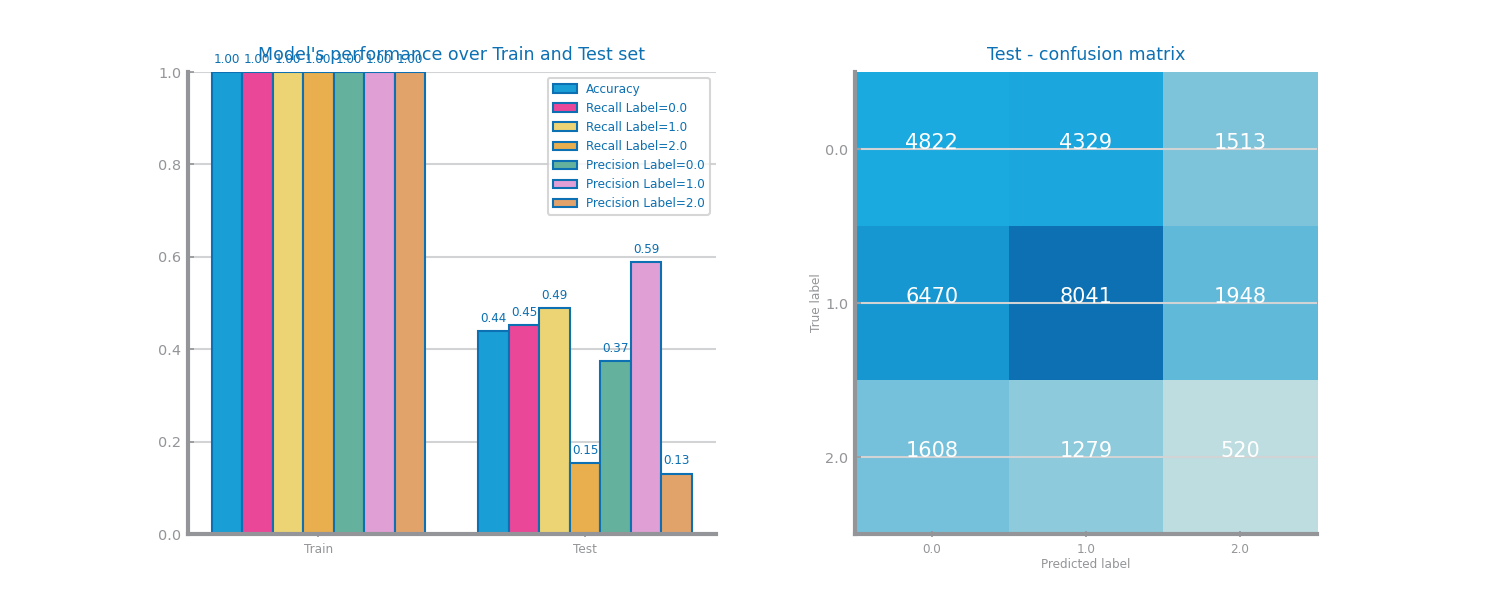 Model's performance over Train and Test set
1.00 1.00 1.00 1.00 1.00 1.00 1.00
1.0
0.8
0.6
0.4
0.2
0.0
Accuracy
Recall Label=0.0
Recall Label=1.0
Recall Label=2.0
Precision Label=0.0
Precision Label=1.0
Precision Label=2.0
0.44 0.45 0.49 0.15 0.37 0.59 0.13
Train Test
Test - confusion matrix
True label
0.0 4822 4329 1513
1.0 6470 8041 1948
2.0 1608 1279 520
0.0 1.0 2.0
Predicted label